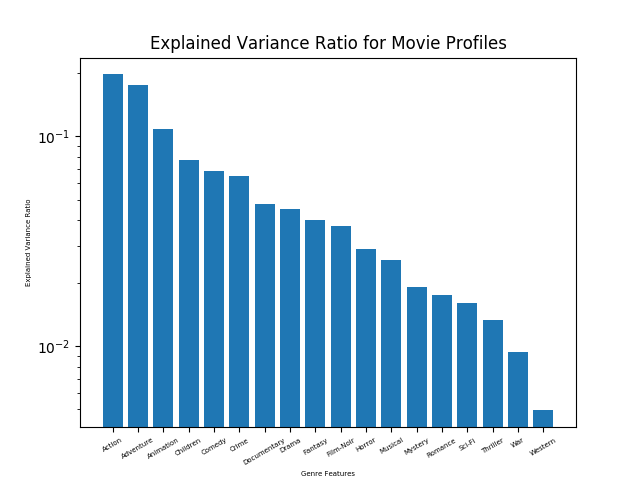 Explained Variance Ratio for Movie Profiles
10⁻¹
10⁻²
Explained Variance Ratio
Action
Adventure
Animation
Children
Comedy
Crime
Documentary
Drama
Fantasy
Film-Noir
Horror
Musical
Mystery
Romance
Sci-Fi
Thriller
War
Western
Genre Features